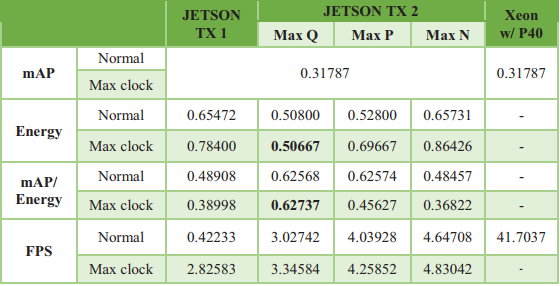 JETSON TX 1 JETSON TX 2 Xeon w/ P40
Max Q Max P Max N
mAP Normal 0.31787 0.31787
Max clock
Energy Normal 0.65472 0.50800 0.52800 0.65731 -
Max clock 0.78400 0.50667 0.69667 0.86426 -
mAP/ Energy Normal 0.48908 0.62568 0.62574 0.48457 -
Max clock 0.38998 0.62737 0.45627 0.36822 -
FPS Normal 0.42233 3.02742 4.03928 4.64708 41.7037
Max clock 2.82583 3.34584 4.25852 4.83042 -